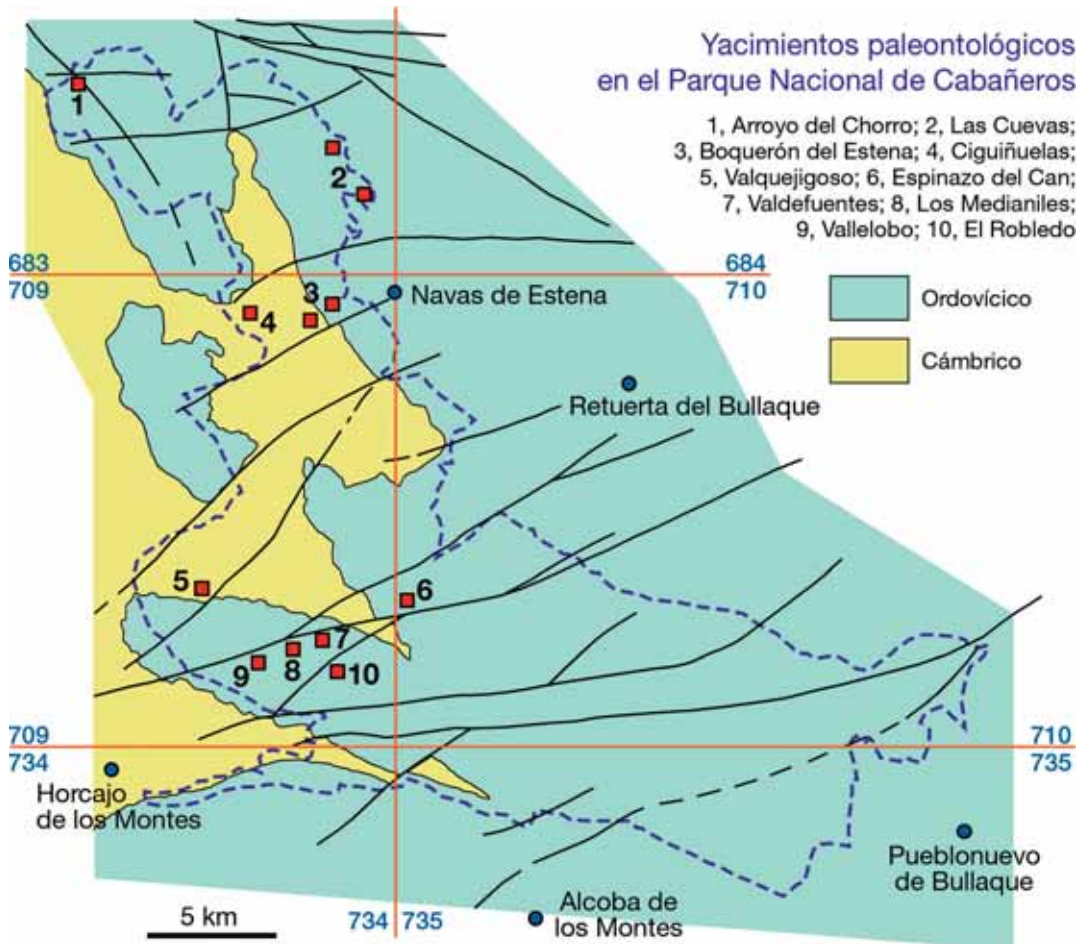 Yacimientos paleontológicos
en el Parque Nacional de Cabañeros
1, Arroyo del Chorro; 2, Las Cuevas;
3, Boquerón del Estena; 4, Ciguiñuelas;
5, Valquejigoso; 6, Espinazo del Can;
7, Valdefuentes; 8, Los Medianiles;
9, Vallelobo; 10, El Robledo
1
2
683
684
709
710
3
Navas de Estena
4
Ordovícico
Cámbrico
Retuerta del Bullaque
5
6
7
8
9
10
709
710
734
735
Horcajo
de los Montes
Pueblonuevo
de Bullaque
5 km
734
735
Alcoba de
los Montes